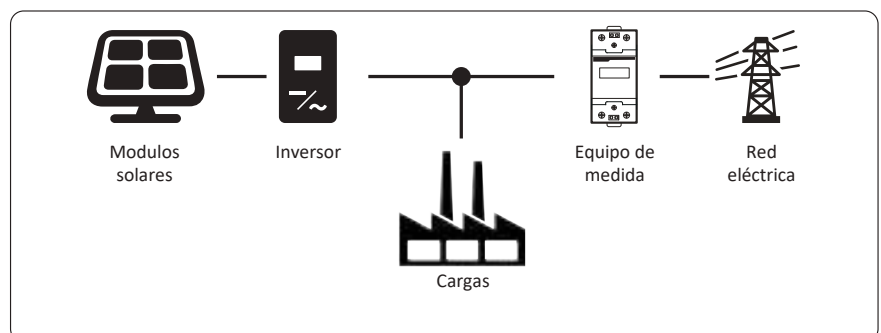 Modulos
solares
Inversor
Equipo de
medida
Red
eléctrica
Cargas